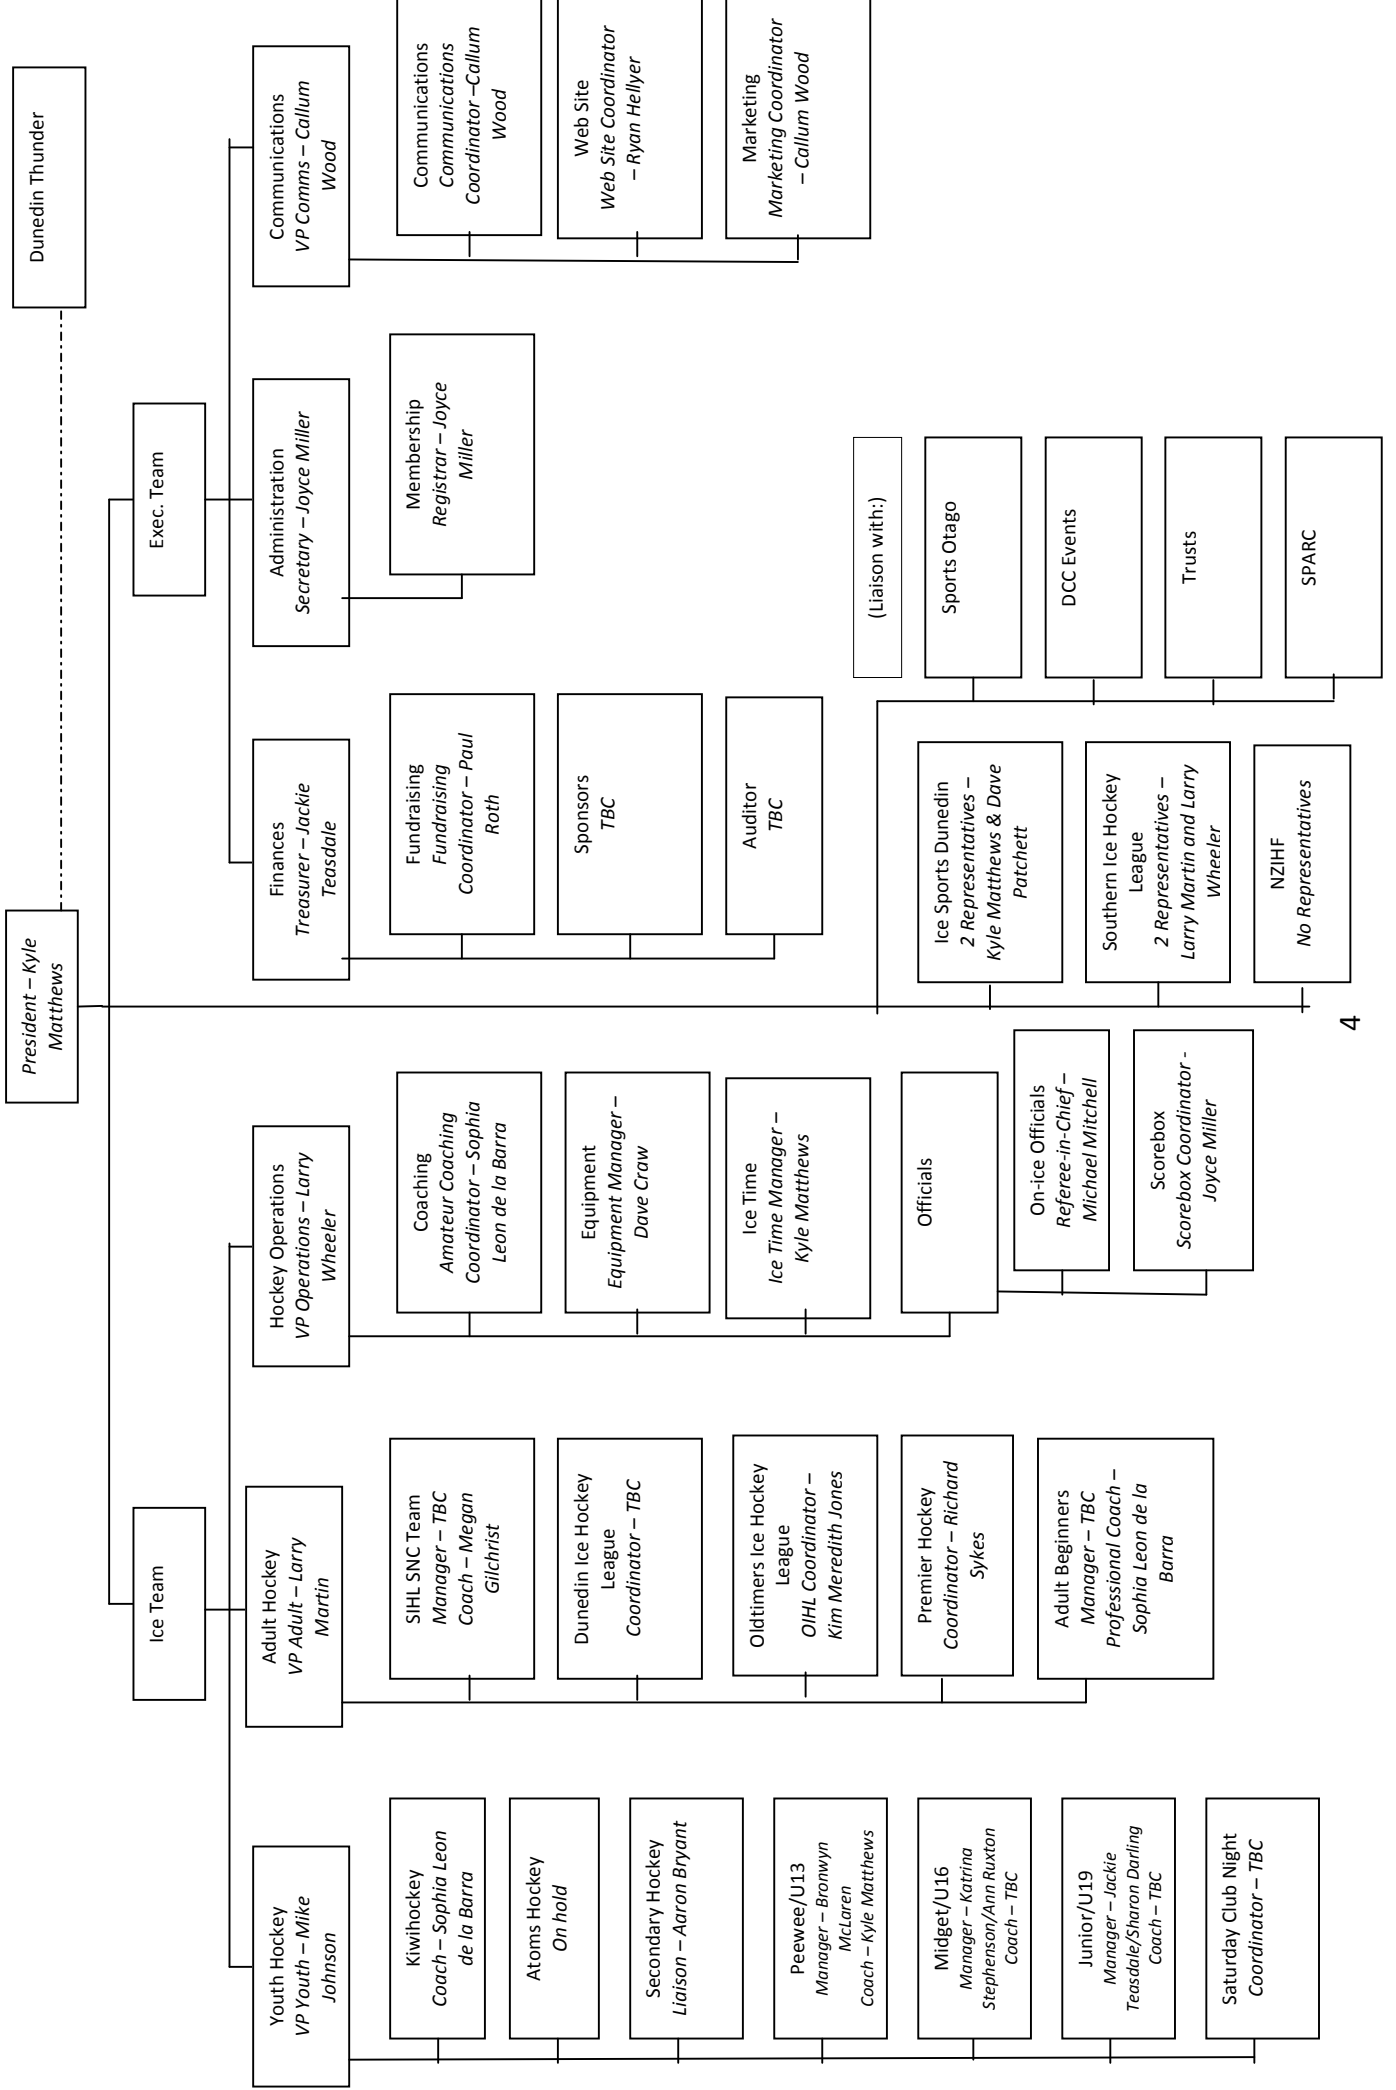 President – Kyle
Matthews
Dunedin Thunder
Ice Team
Exec. Team
Youth Hockey
VP Youth – Mike
Johnson
Adult Hockey
VP Adult – Larry
Martin
Hockey Operations
VP Operations – Larry
Wheeler
Finances
Treasurer – Jackie
Teasdale
Administration
Secretary – Joyce Miller
Communications
VP Comms – Callum
Wood
Kiwihockey
Coach – Sophia Leon
de la Barra
Atoms Hockey
On hold
Secondary Hockey
Liaison – Aaron Bryant
Peewee/U13
Manager – Bronwyn
McLaren
Coach – Kyle Matthews
Midget/U16
Manager – Katrina
Stephenson/Ann Ruxton
Coach – TBC
Junior/U19
Manager – Jackie
Teasdale/Sharon Darling
Coach – TBC
Saturday Club Night
Coordinator – TBC
SIHL SNC Team
Manager – TBC
Coach – Megan
Gilchrist
Dunedin Ice Hockey
League
Coordinator – TBC
Oldtimers Ice Hockey
League
OIHL Coordinator –
Kim Meredith Jones
Premier Hockey
Coordinator – Richard
Sykes
Adult Beginners
Manager – TBC
Professional Coach –
Sophia Leon de la
Barra
Coaching
Amateur Coaching
Coordinator – Sophia
Leon de la Barra
Equipment
Equipment Manager –
Dave Craw
Ice Time
Ice Time Manager –
Kyle Matthews
Officials
On-ice Officials
Referee-in-Chief –
Michael Mitchell
Scorebox
Scorebox Coordinator -
Joyce Miller
Fundraising
Fundraising
Coordinator – Paul
Roth
Sponsors
TBC
Auditor
TBC
Membership
Registrar – Joyce
Miller
Communications
Communications
Coordinator –Callum
Wood
Web Site
Web Site Coordinator
– Ryan Hellyer
Marketing
Marketing Coordinator
– Callum Wood
Ice Sports Dunedin
2 Representatives –
Kyle Matthews & Dave
Patchett
Southern Ice Hockey
League
2 Representatives –
Larry Martin and Larry
Wheeler
NZIHF
No Representatives
(Liaison with:)
Sports Otago
DCC Events
Trusts
SPARC
4